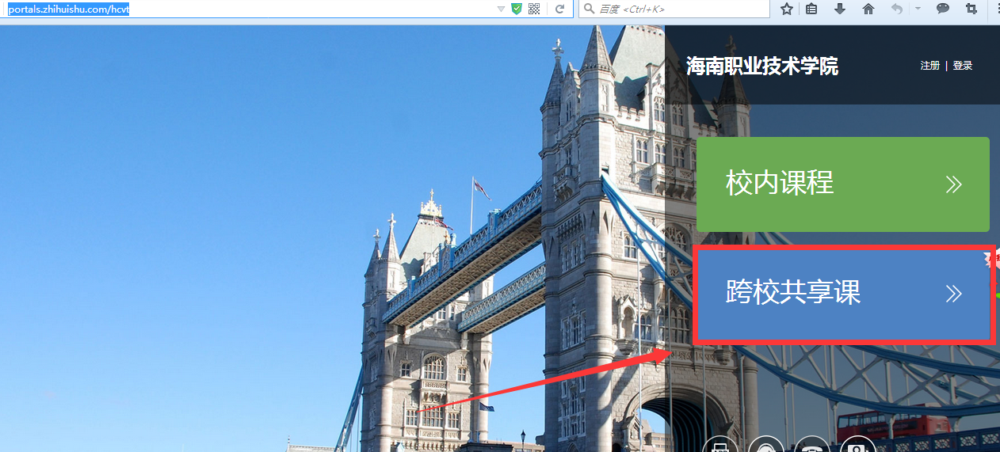 portals.zhihuishu.com/hcvt
百度 <Ctrl+K>
海南职业技术学院
注册 | 登录
校内课程
跨校共享课